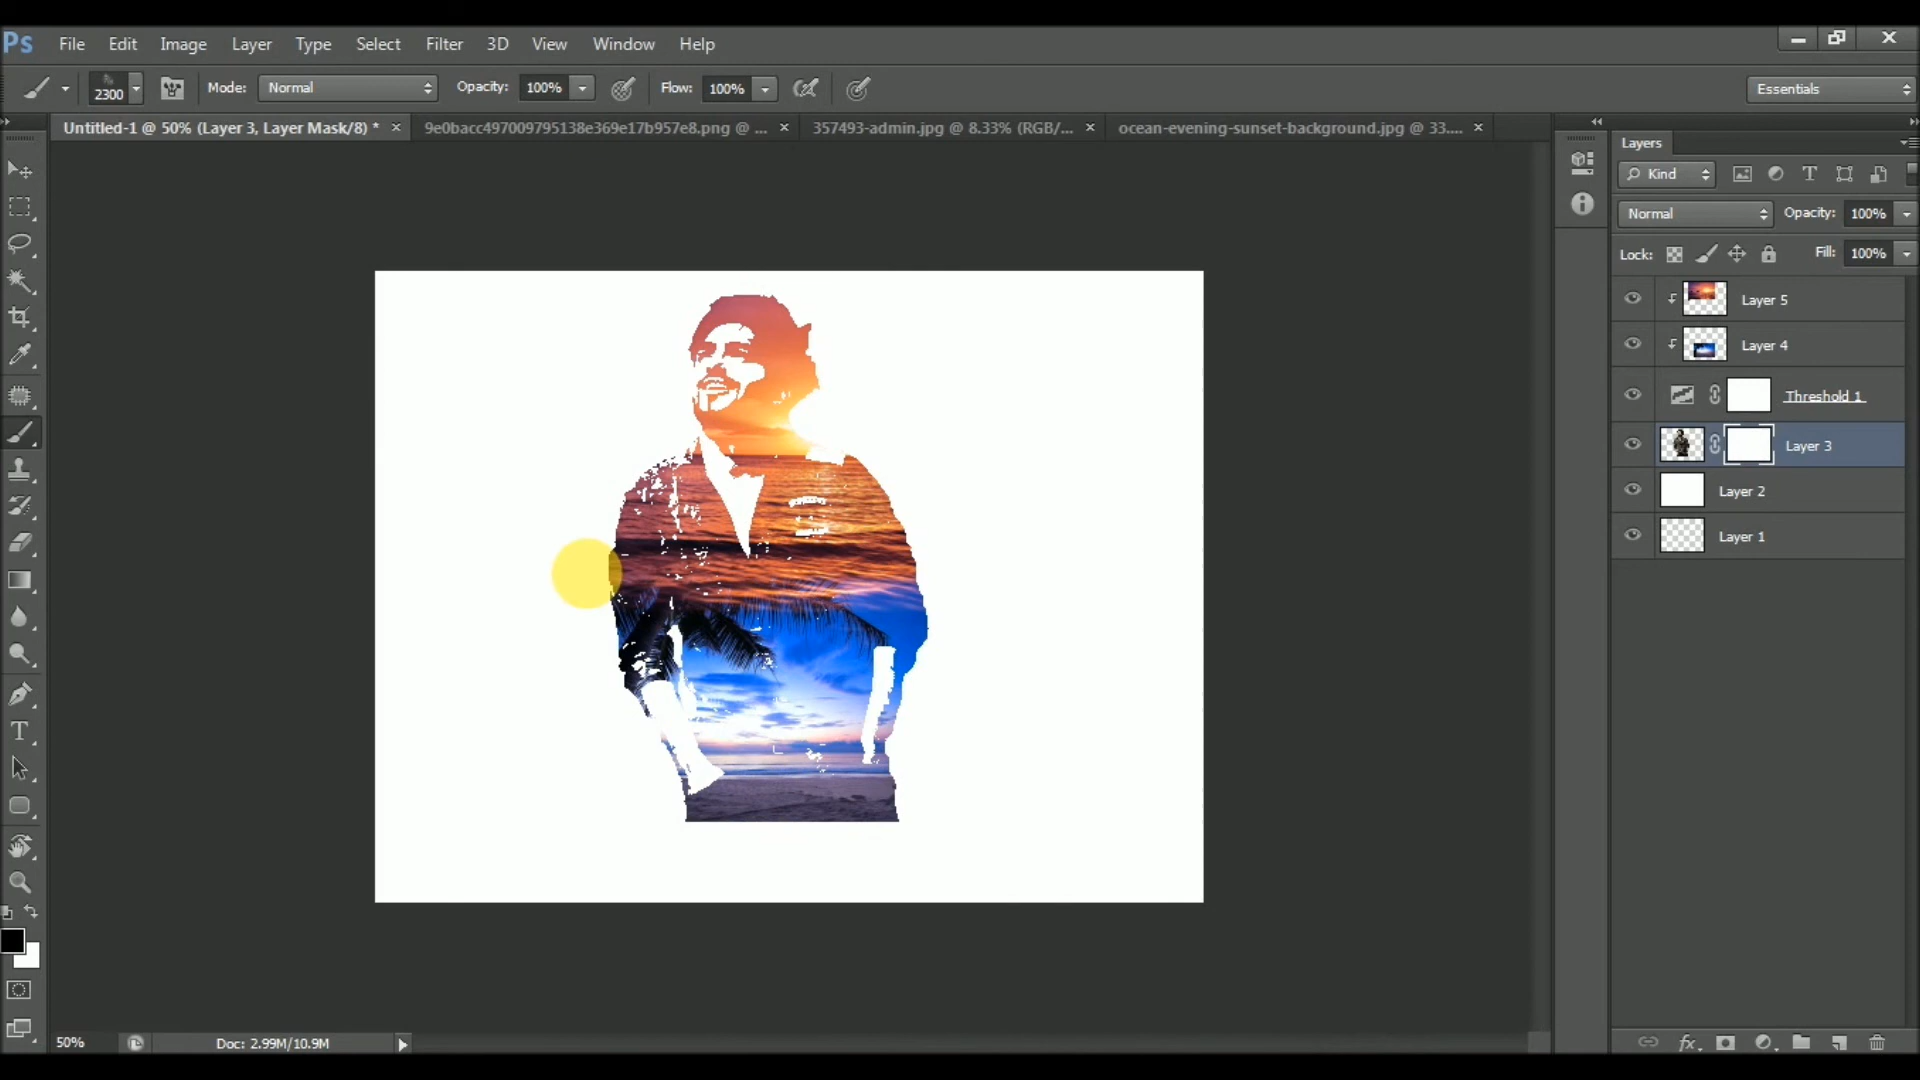 Ps File Edit Image Layer Type Select Filter 3D View Window Help
2300 Mode: Normal Opacity: 100% Flow: 100% Essentials
Untitled-1 @ 50% (Layer 3, Layer Mask/8) * × 9e0bacc497009795138e369e17b957e8.png @ ... × 357493-admin.jpg @ 8.33% (RGB/... × ocean-evening-sunset-background.jpg @ 33.... ×
Layers
Kind
Normal Opacity: 100%
Lock: Fill: 100%
Layer 5
Layer 4
Threshold 1
Layer 3
Layer 2
Layer 1
50% Doc: 2.99M/10.9M
fx